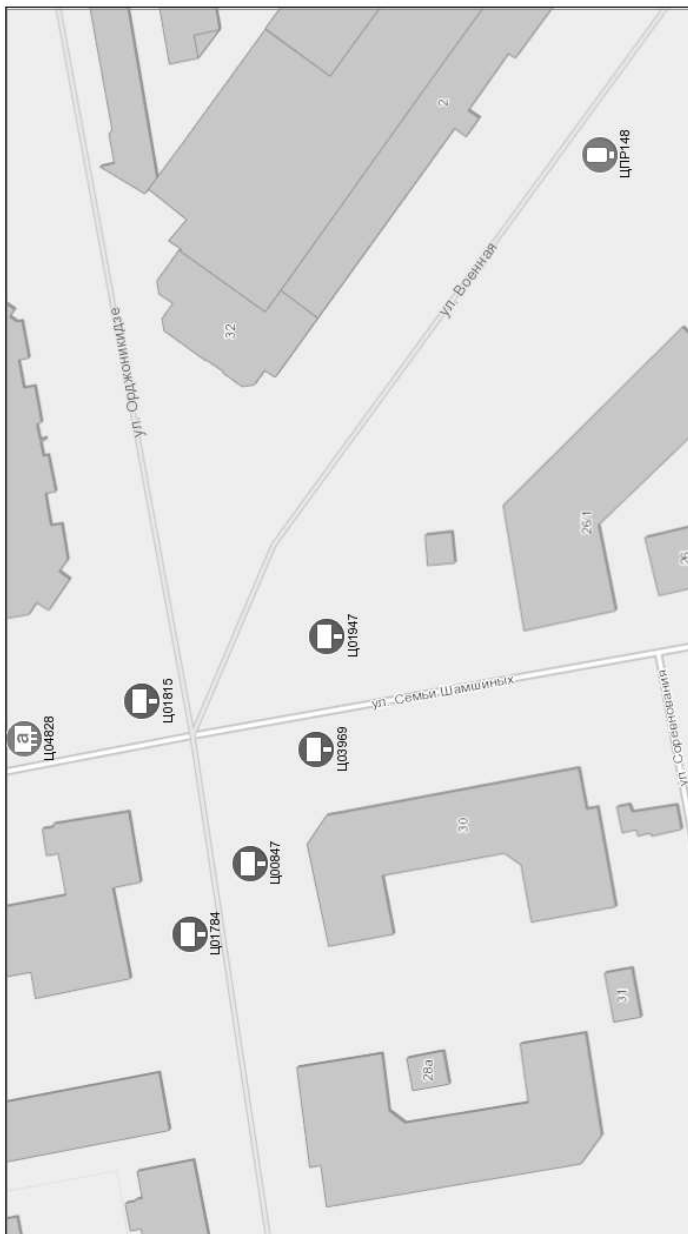 2
ЦПР148
ул. Военная
ул. Орджоникидзе
32
26/1
26
Ц01947
Ц01815
Ц04828
ул. Семьи Шамшиных
ул. Соревнования
Ц03969
30
Ц00847
Ц01784
31
28а
а